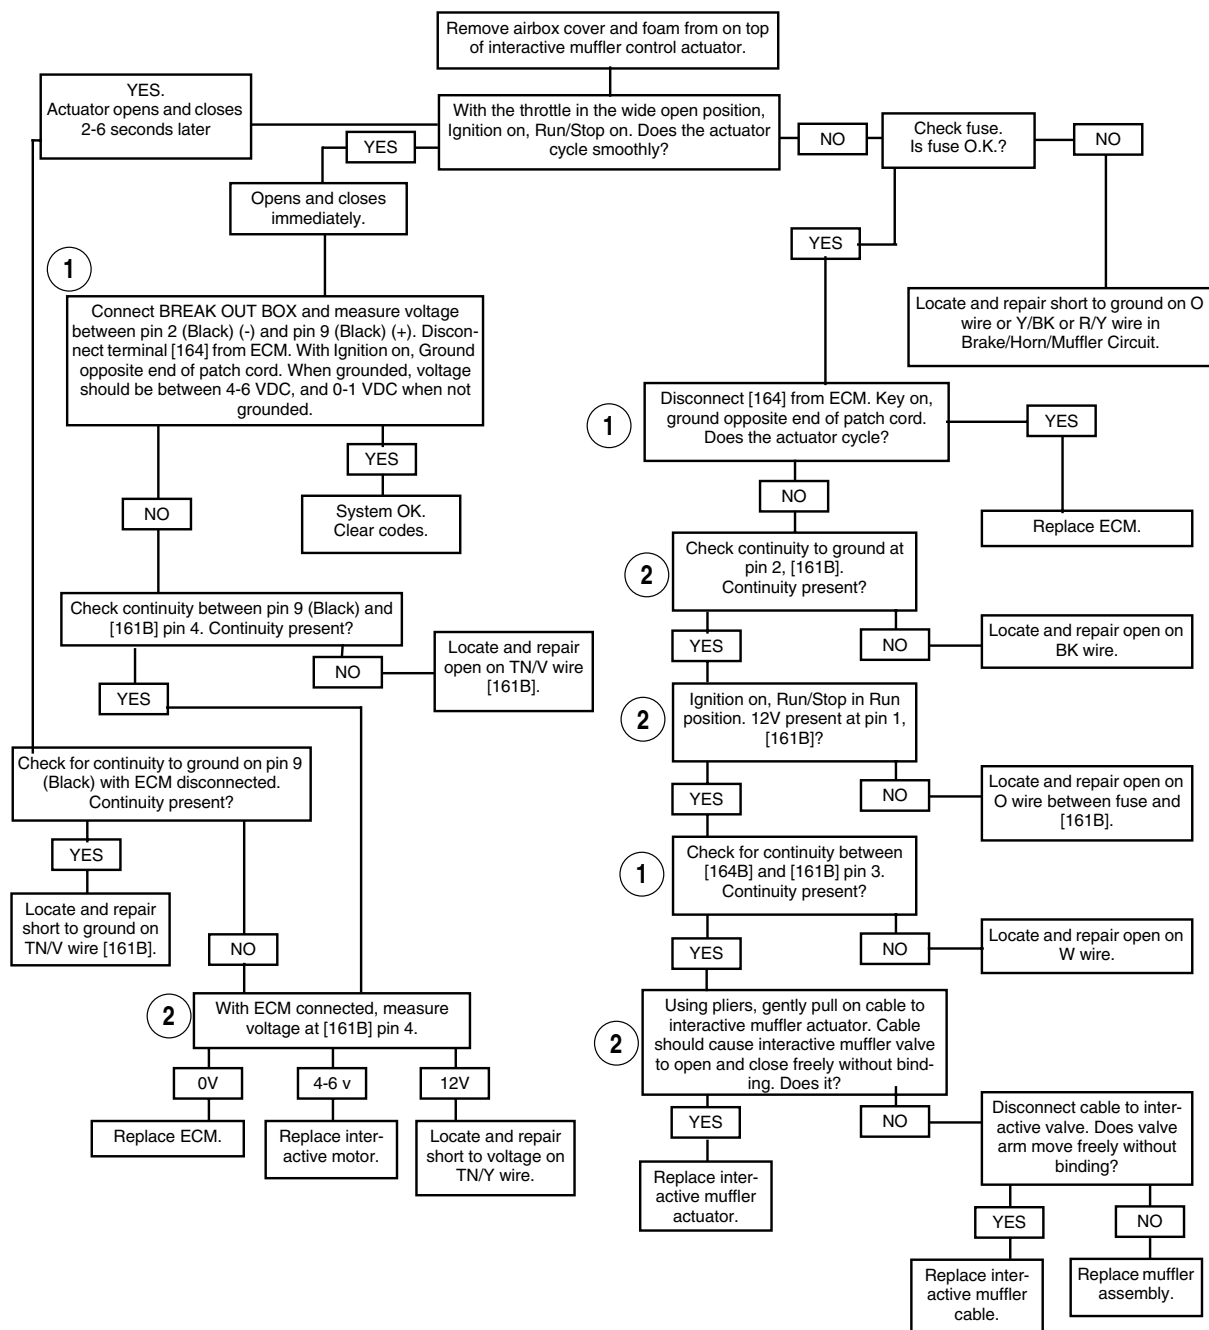 Remove airbox cover and foam from on top
of interactive muffler control actuator.
YES.
Actuator opens and closes
2-6 seconds later
With the throttle in the wide open position,
Ignition on, Run/Stop on. Does the actuator
cycle smoothly?
NO
Check fuse.
Is fuse O.K.?
NO
YES
Opens and closes
immediately.
YES
1
Connect BREAK OUT BOX and measure voltage
between pin 2 (Black) (-) and pin 9 (Black) (+). Discon-
nect terminal [164] from ECM. With Ignition on, Ground
opposite end of patch cord. When grounded, voltage
should be between 4-6 VDC, and 0-1 VDC when not
grounded.
Locate and repair short to ground on O
wire or Y/BK or R/Y wire in
Brake/Horn/Muffler Circuit.
1
Disconnect [164] from ECM. Key on,
ground opposite end of patch cord.
Does the actuator cycle?
YES
YES
NO
System OK.
Clear codes.
NO
Replace ECM.
2
Check continuity to ground at
pin 2, [161B].
Continuity present?
Check continuity between pin 9 (Black) and
[161B] pin 4. Continuity present?
YES
NO
Locate and repair open on
BK wire.
NO
Locate and repair
open on TN/V wire
[161B].
YES
2
Ignition on, Run/Stop in Run
position. 12V present at pin 1,
[161B]?
Check for continuity to ground on pin 9
(Black) with ECM disconnected.
Continuity present?
YES
NO
Locate and repair open on
O wire between fuse and
[161B].
YES
1
Check for continuity between
[164B] and [161B] pin 3.
Continuity present?
Locate and repair
short to ground on
TN/V wire [161B].
NO
YES
NO
Locate and repair open on
W wire.
2
With ECM connected, measure
voltage at [161B] pin 4.
2
Using pliers, gently pull on cable to
interactive muffler actuator. Cable
should cause interactive muffler valve
to open and close freely without bind-
ing. Does it?
0V
4-6 v
12V
Replace ECM.
Replace inter-
active motor.
Locate and repair
short to voltage on
TN/Y wire.
YES
NO
Disconnect cable to inter-
active valve. Does valve
arm move freely without
binding?
Replace inter-
active muffler
actuator.
YES
NO
Replace inter-
active muffler
cable.
Replace muffler
assembly.